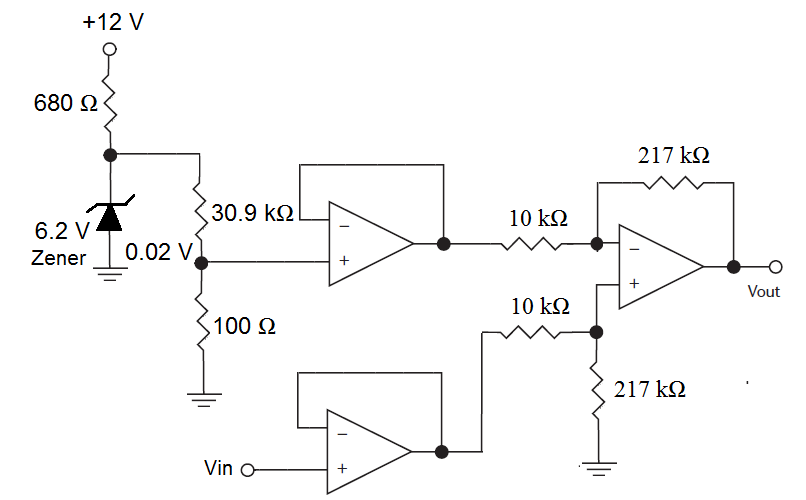 +12 V
680 Ω
217 kΩ
30.9 kΩ
10 kΩ
6.2 V
Zener
0.02 V
−
+
−
+
Vout
100 Ω
10 kΩ
217 kΩ
−
+
Vin